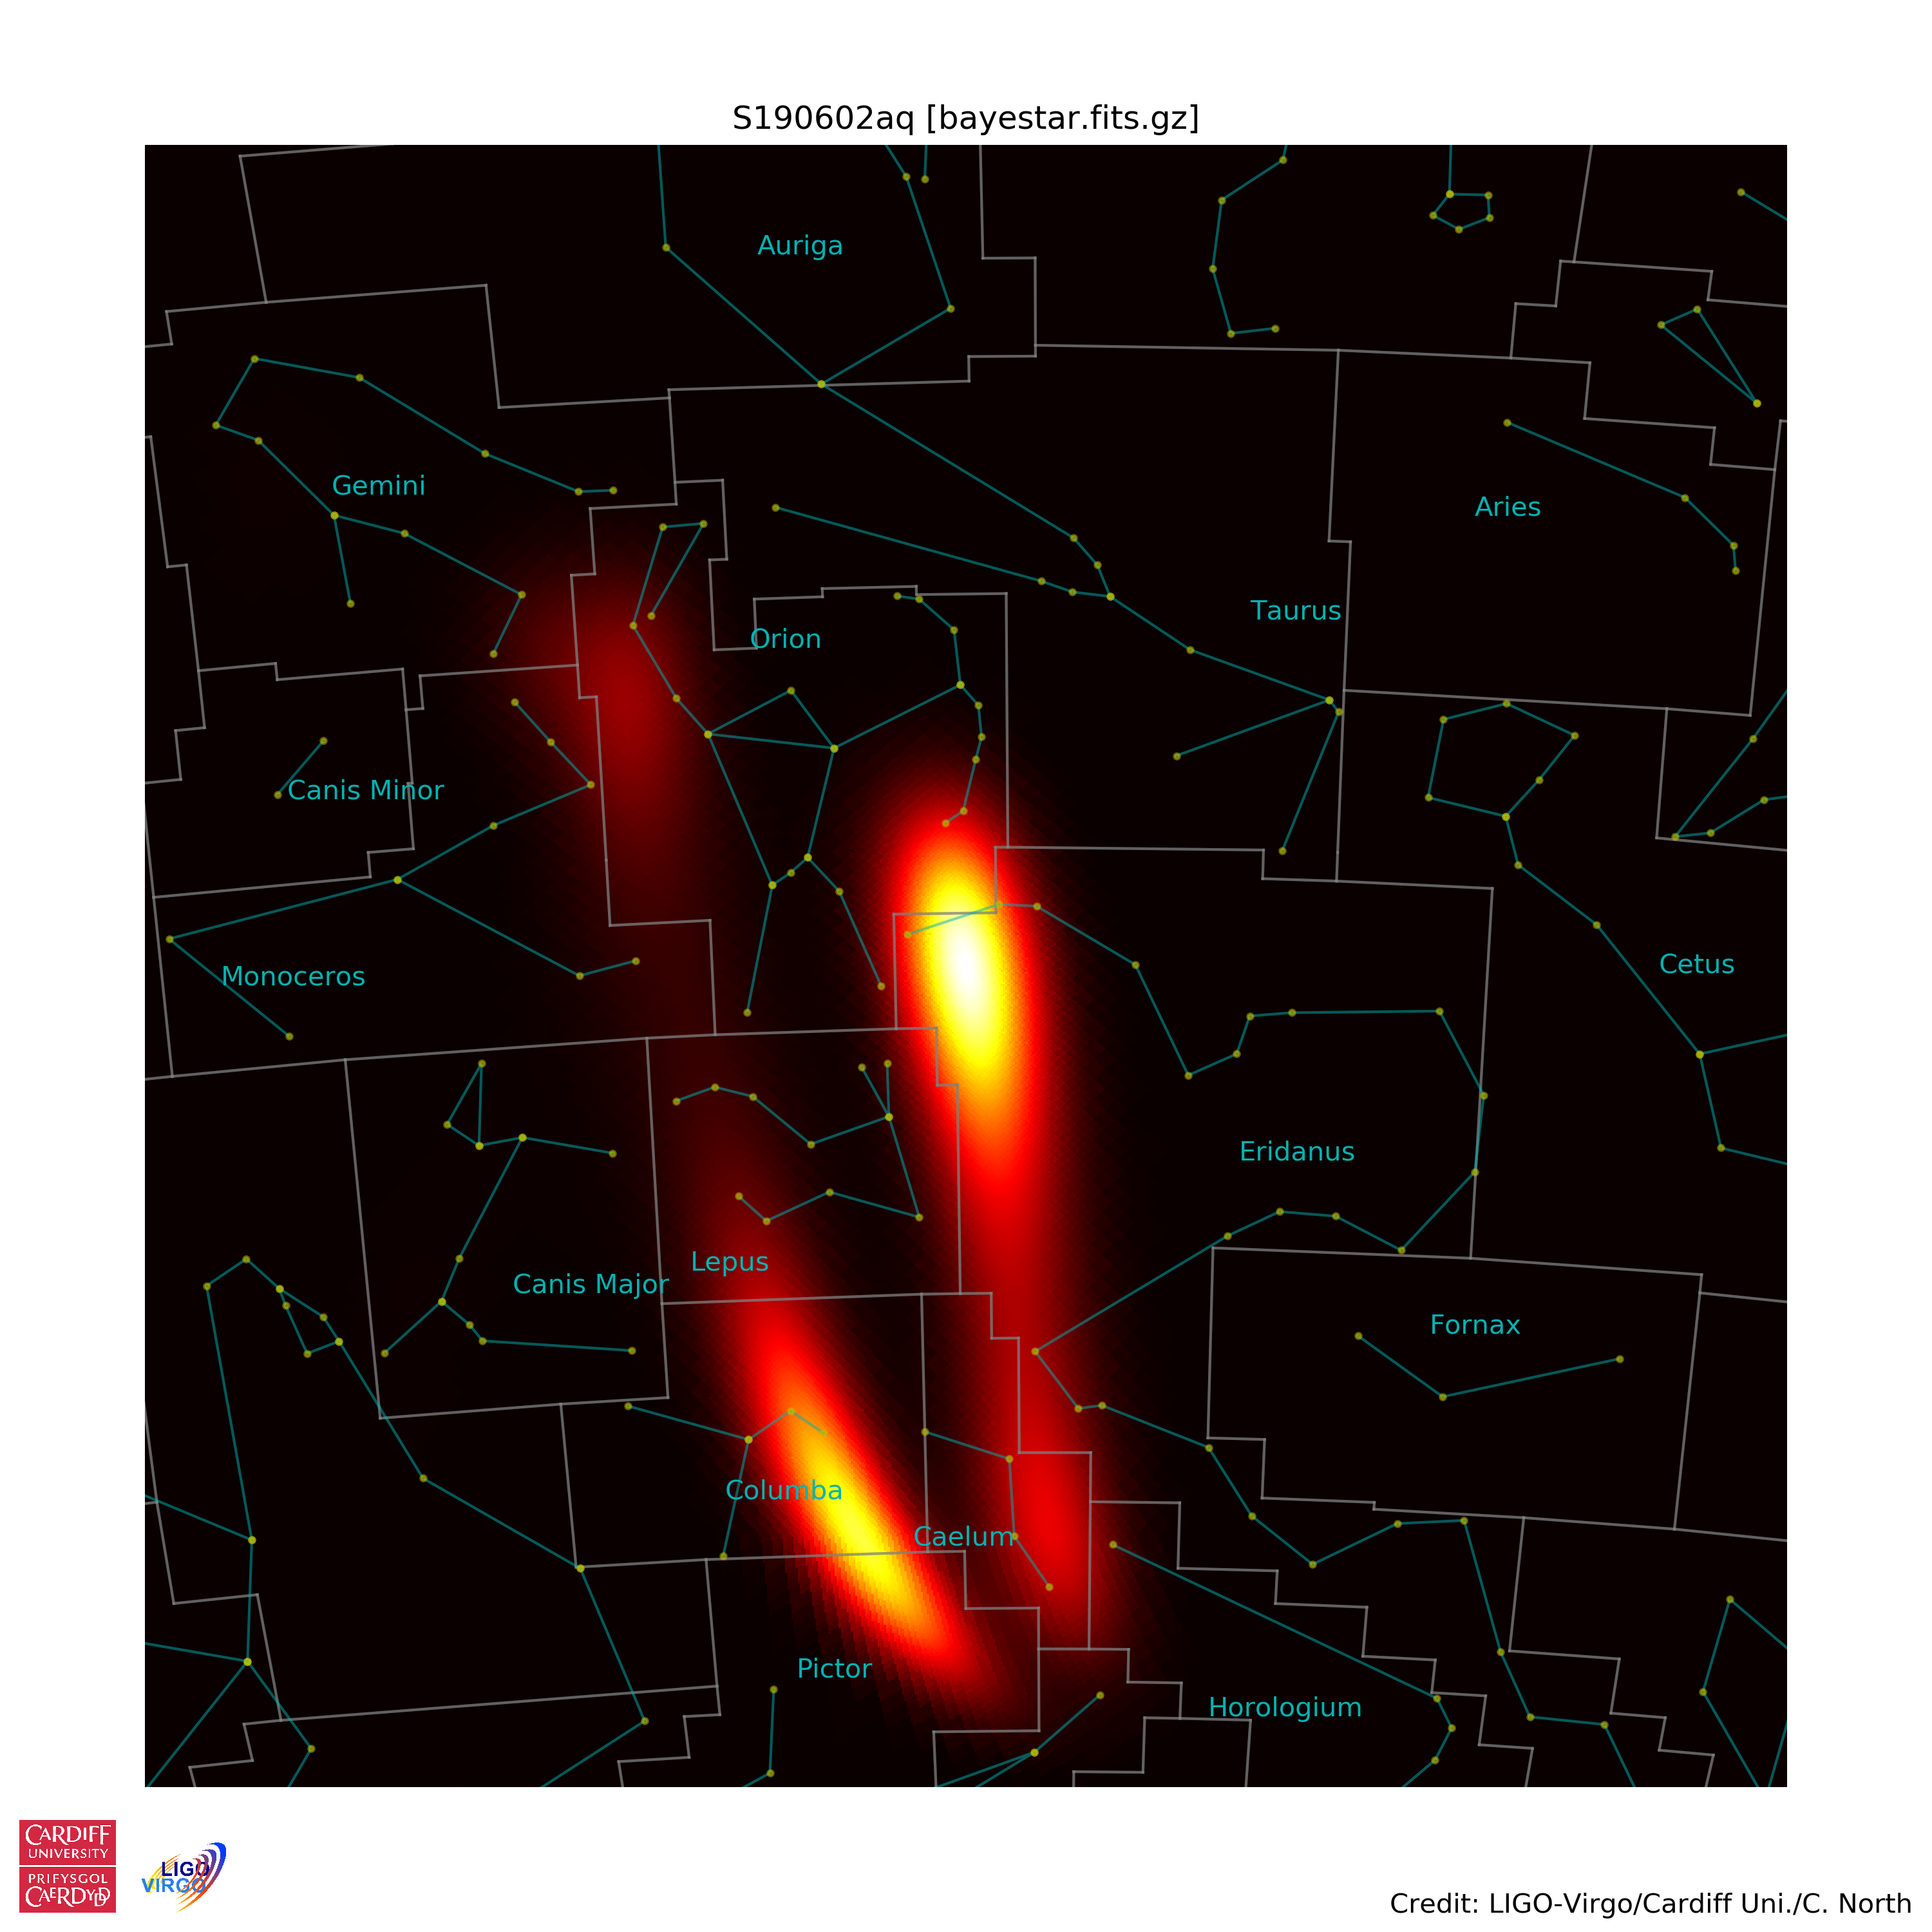 S190602aq [bayestar.fits.gz]
Auriga
Gemini
Aries
Taurus
Orion
Canis Minor
Cetus
Monoceros
Eridanus
Lepus
Canis Major
Fornax
Columba
Caelum
Pictor
Horologium
CARDIFF
UNIVERSITY
PRIFYSGOL
CAERDYDD
LIGO
VIRGO
Credit: LIGO-Virgo/Cardiff Uni./C. North